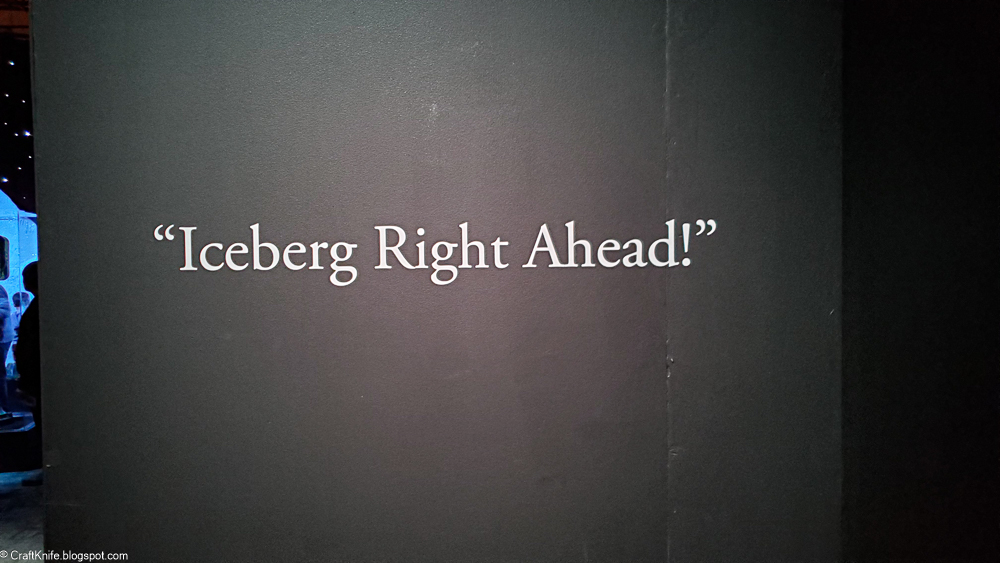 “Iceberg Right Ahead!”
© CraftKnife.blogspot.com